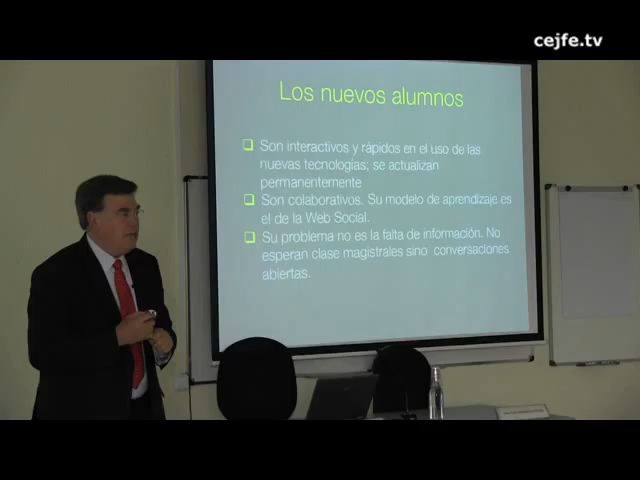 cejfe.tv
Los nuevos alumnos
Son interactivos y rápidos en el uso de las
nuevas tecnologías; se actualizan
permanentemente
Son colaborativos. Su modelo de aprendizaje es
el de la Web Social.
Su problema no es la falta de información. No
esperan clase magistrales sino conversaciones
abiertas.